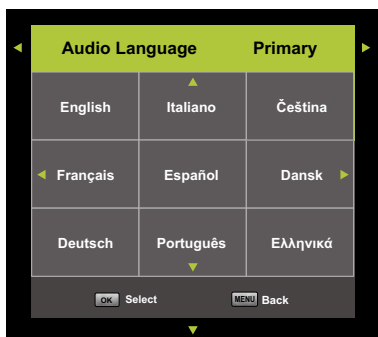 Audio Language Primary
English Italiano Čeština
Français Español Dansk
Deutsch Português Ελληνικά
OK Select MENU Back